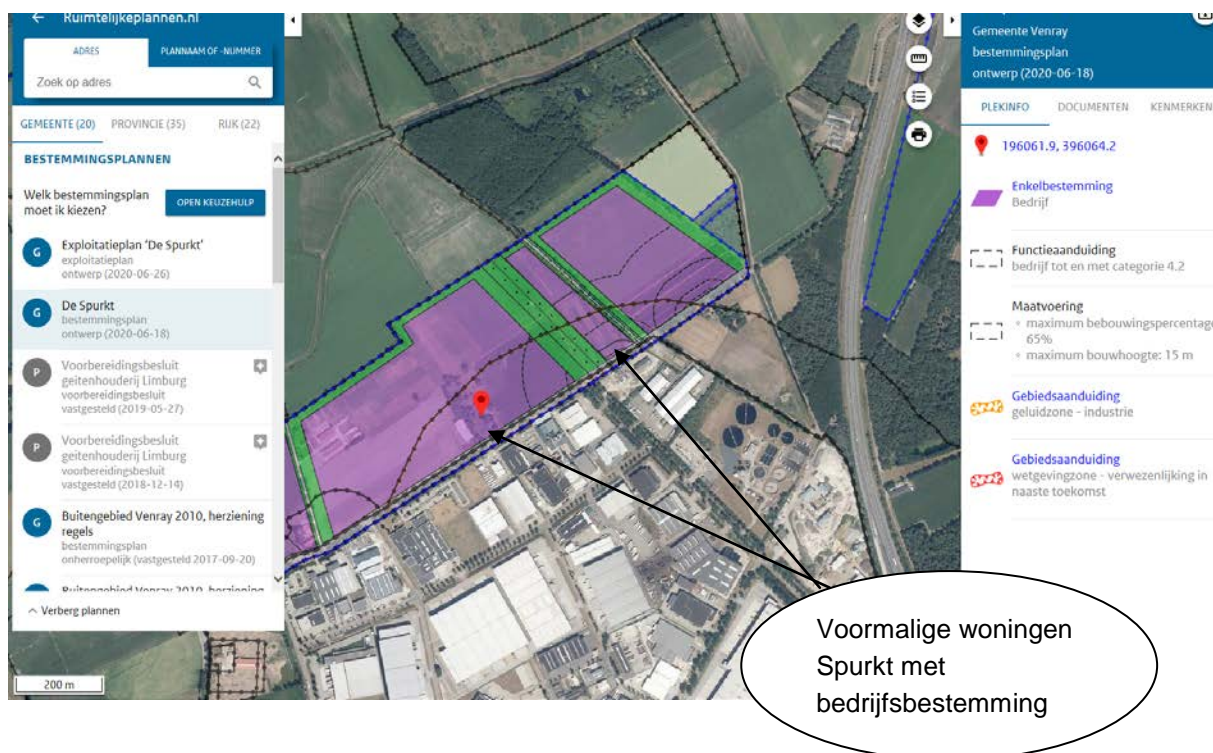 Ruimtelijkeplannen.nl
ADRES
PLANNAAM OF -NUMMER
Zoek op adres
GEMEENTE (20)
PROVINCIE (35)
RIJK (22)
BESTEMMINGSPLANNEN
Welk bestemmingsplan
moet ik kiezen?
OPEN KEUZEHULP
G
Exploitatieplan 'De Spurkt'
exploitatieplan
ontwerp (2020-06-26)
G
De Spurkt
bestemmingsplan
ontwerp (2020-06-18)
P
Voorbereidingsbesluit
geitenhouderij Limburg
voorbereidingsbesluit
vastgesteld (2019-05-27)
P
Voorbereidingsbesluit
geitenhouderij Limburg
voorbereidingsbesluit
vastgesteld (2018-12-14)
G
Buitengebied Venray 2010, herziening
regels
bestemmingsplan
onherroepelijk (vastgesteld 2017-09-20)
Buitengebied Venray 2010, herziening
Verberg plannen
200 m
Gemeente Venray
bestemmingsplan
ontwerp (2020-06-18)
PLEKINFO
DOCUMENTEN
KENMERKEN
196061.9, 396064.2
Enkelbestemming
Bedrijf
Functieaanduiding
bedrijf tot en met categorie 4.2
Maatvoering
maximum bebouwingspercentage
65%
maximum bouwhoogte: 15 m
Gebiedsaanduiding
geluidzone - industrie
Gebiedsaanduiding
wetgevingzone - verwezenlijking in
naaste toekomst
Voormalige woningen
Spurkt met
bedrijfsbestemming